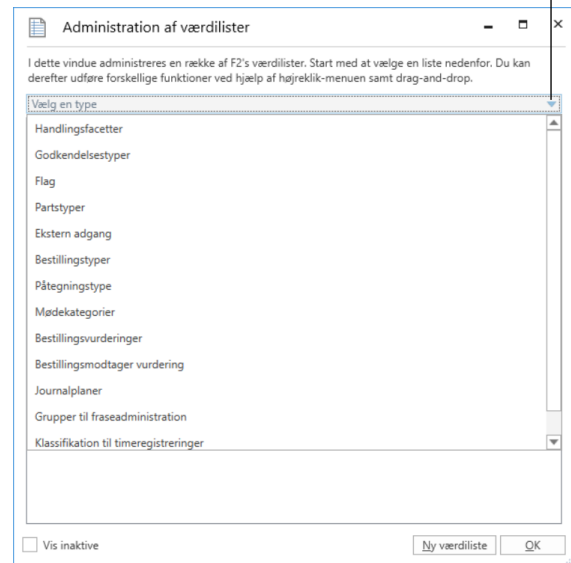 Administration af værdilister
I dette vindue administreres en række af F2's værdilister. Start med at vælge en liste nedenfor. Du kan
derefter udføre forskellige funktioner ved hjælp af højreklik-menuen samt drag-and-drop.
Vælg en type
Handlingsfacetter
Godkendelsestyper
Flag
Partstyper
Ekstern adgang
Bestillingstyper
Påtegningstype
Mødekategorier
Bestillingsvurderinger
Bestillingsmodtager vurdering
Journalplaner
Grupper til fraseadministration
Klassifikation til timeregistreringer
Vis inaktive
Ny værdiliste
OK